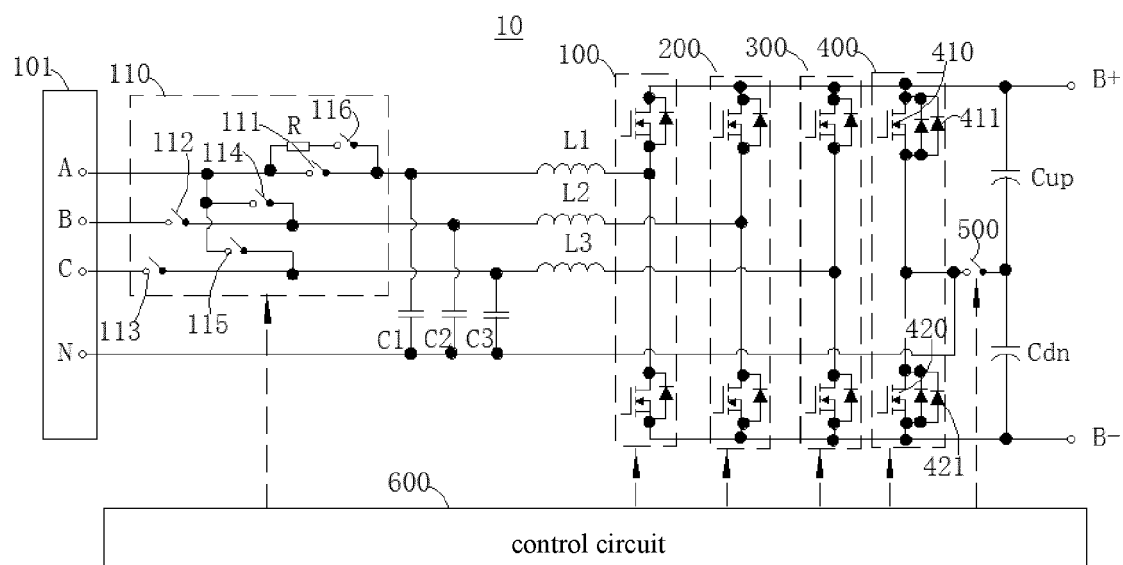 10
101
110
100
200
300
400
410
B+
116
111
R
112
114
L1
411
A
Cup
L2
B
500
L3
C
113
115
C1
C2
C3
420
N
Cdn
B-
421
600
control circuit